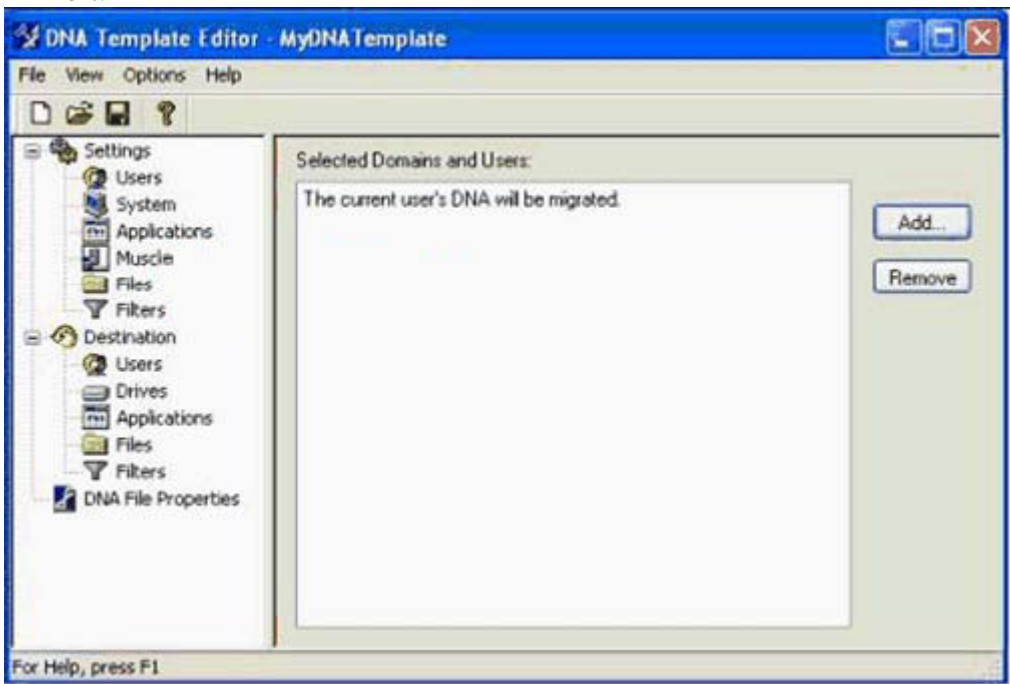 DNA Template Editor - MyDNATemplate
File View Options Help
Settings
Users
System
Applications
Muscle
Files
Filters
Destination
Users
Drives
Applications
Files
Filters
DNA File Properties
Selected Domains and Users:
The current user's DNA will be migrated.
Add...
Remove
For Help, press F1